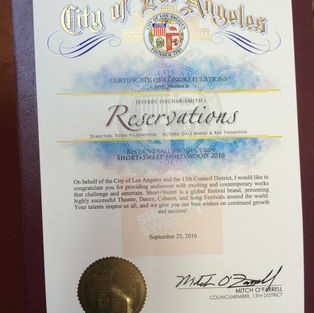 City of Los Angeles
CERTIFICATE OF CONGRATULATIONS
JEFFREY FISCHER-SMITH'S
Reservations
DIRECTOR: TODD FELDERSTEIN ACTORS: DALE RAOUL & RAY THOMPSON
BEST OVERALL PRODUCTION
SHORT+SWEET HOLLYWOOD 2016
On behalf of the City of Los Angeles and the 13th Council District, I would like to
congratulate you for providing audiences with exciting and contemporary works
that challenge and entertain. Short+Sweet is a global festival brand, presenting
highly successful Theatre, Dance, Cabaret, and Song Festivals around the world.
Your talents inspire us all, and we give you our best wishes on continued growth
and success!
September 25, 2016
Mitch O'Farrell
MITCH O'FARRELL
COUNCILMEMBER, 13TH DISTRICT